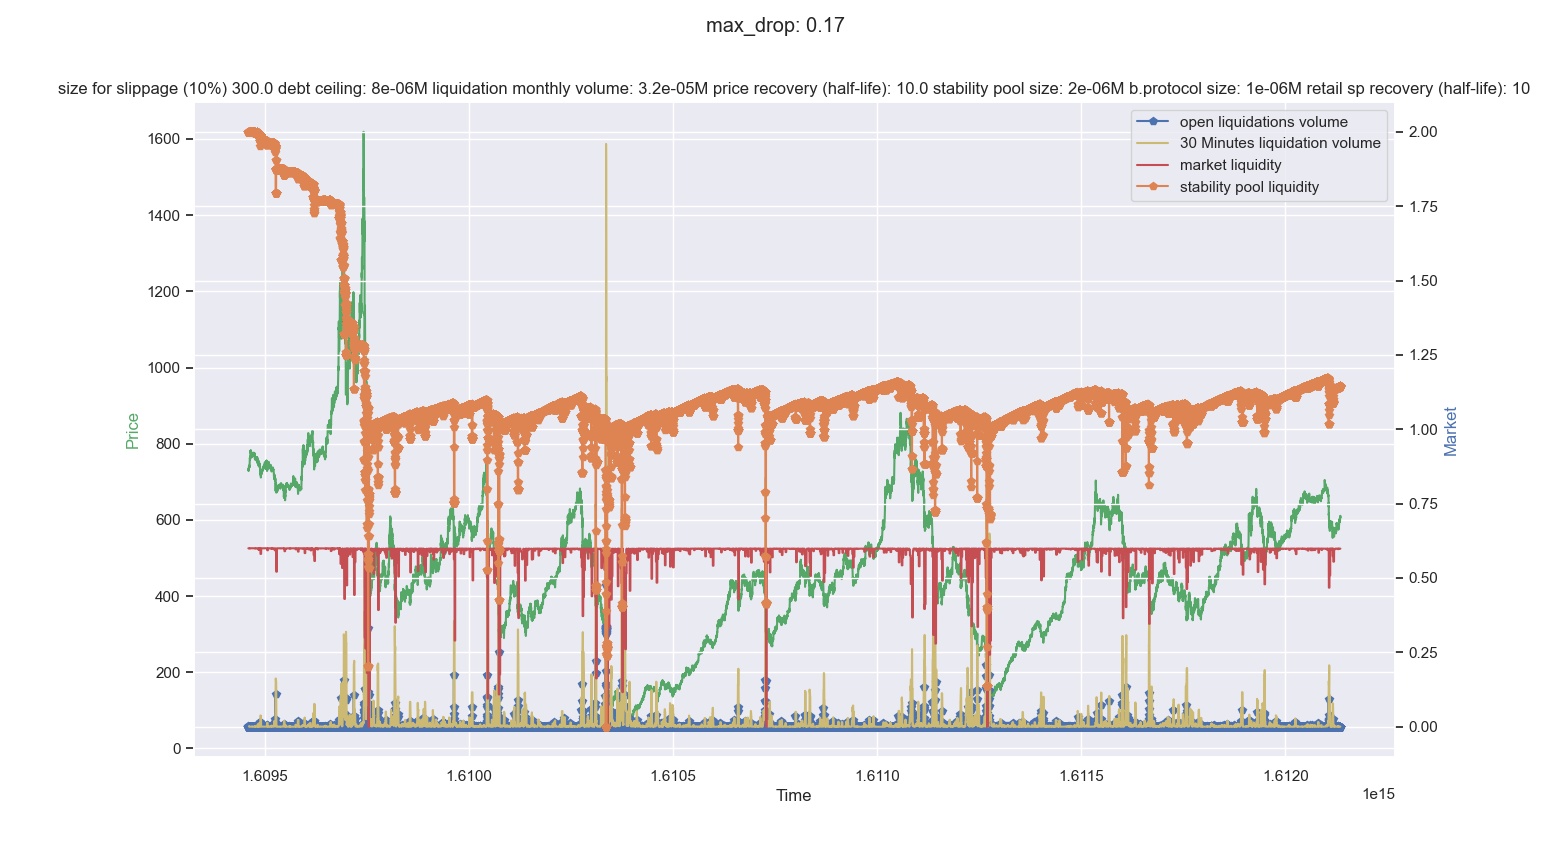 max_drop: 0.17
size for slippage (10%) 300.0 debt ceiling: 8e-06M liquidation monthly volume: 3.2e-05M price recovery (half-life): 10.0 stability pool size: 2e-06M b.protocol size: 1e-06M retail sp recovery (half-life): 10
open liquidations volume
30 Minutes liquidation volume
market liquidity
stability pool liquidity
1600
1400
1200
1000
800
600
400
200
0
Price
2.00
1.75
1.50
1.25
1.00
0.75
0.50
0.25
0.00
Market
1.6095 1.6100 1.6105 1.6110 1.6115 1.6120
Time
1e15